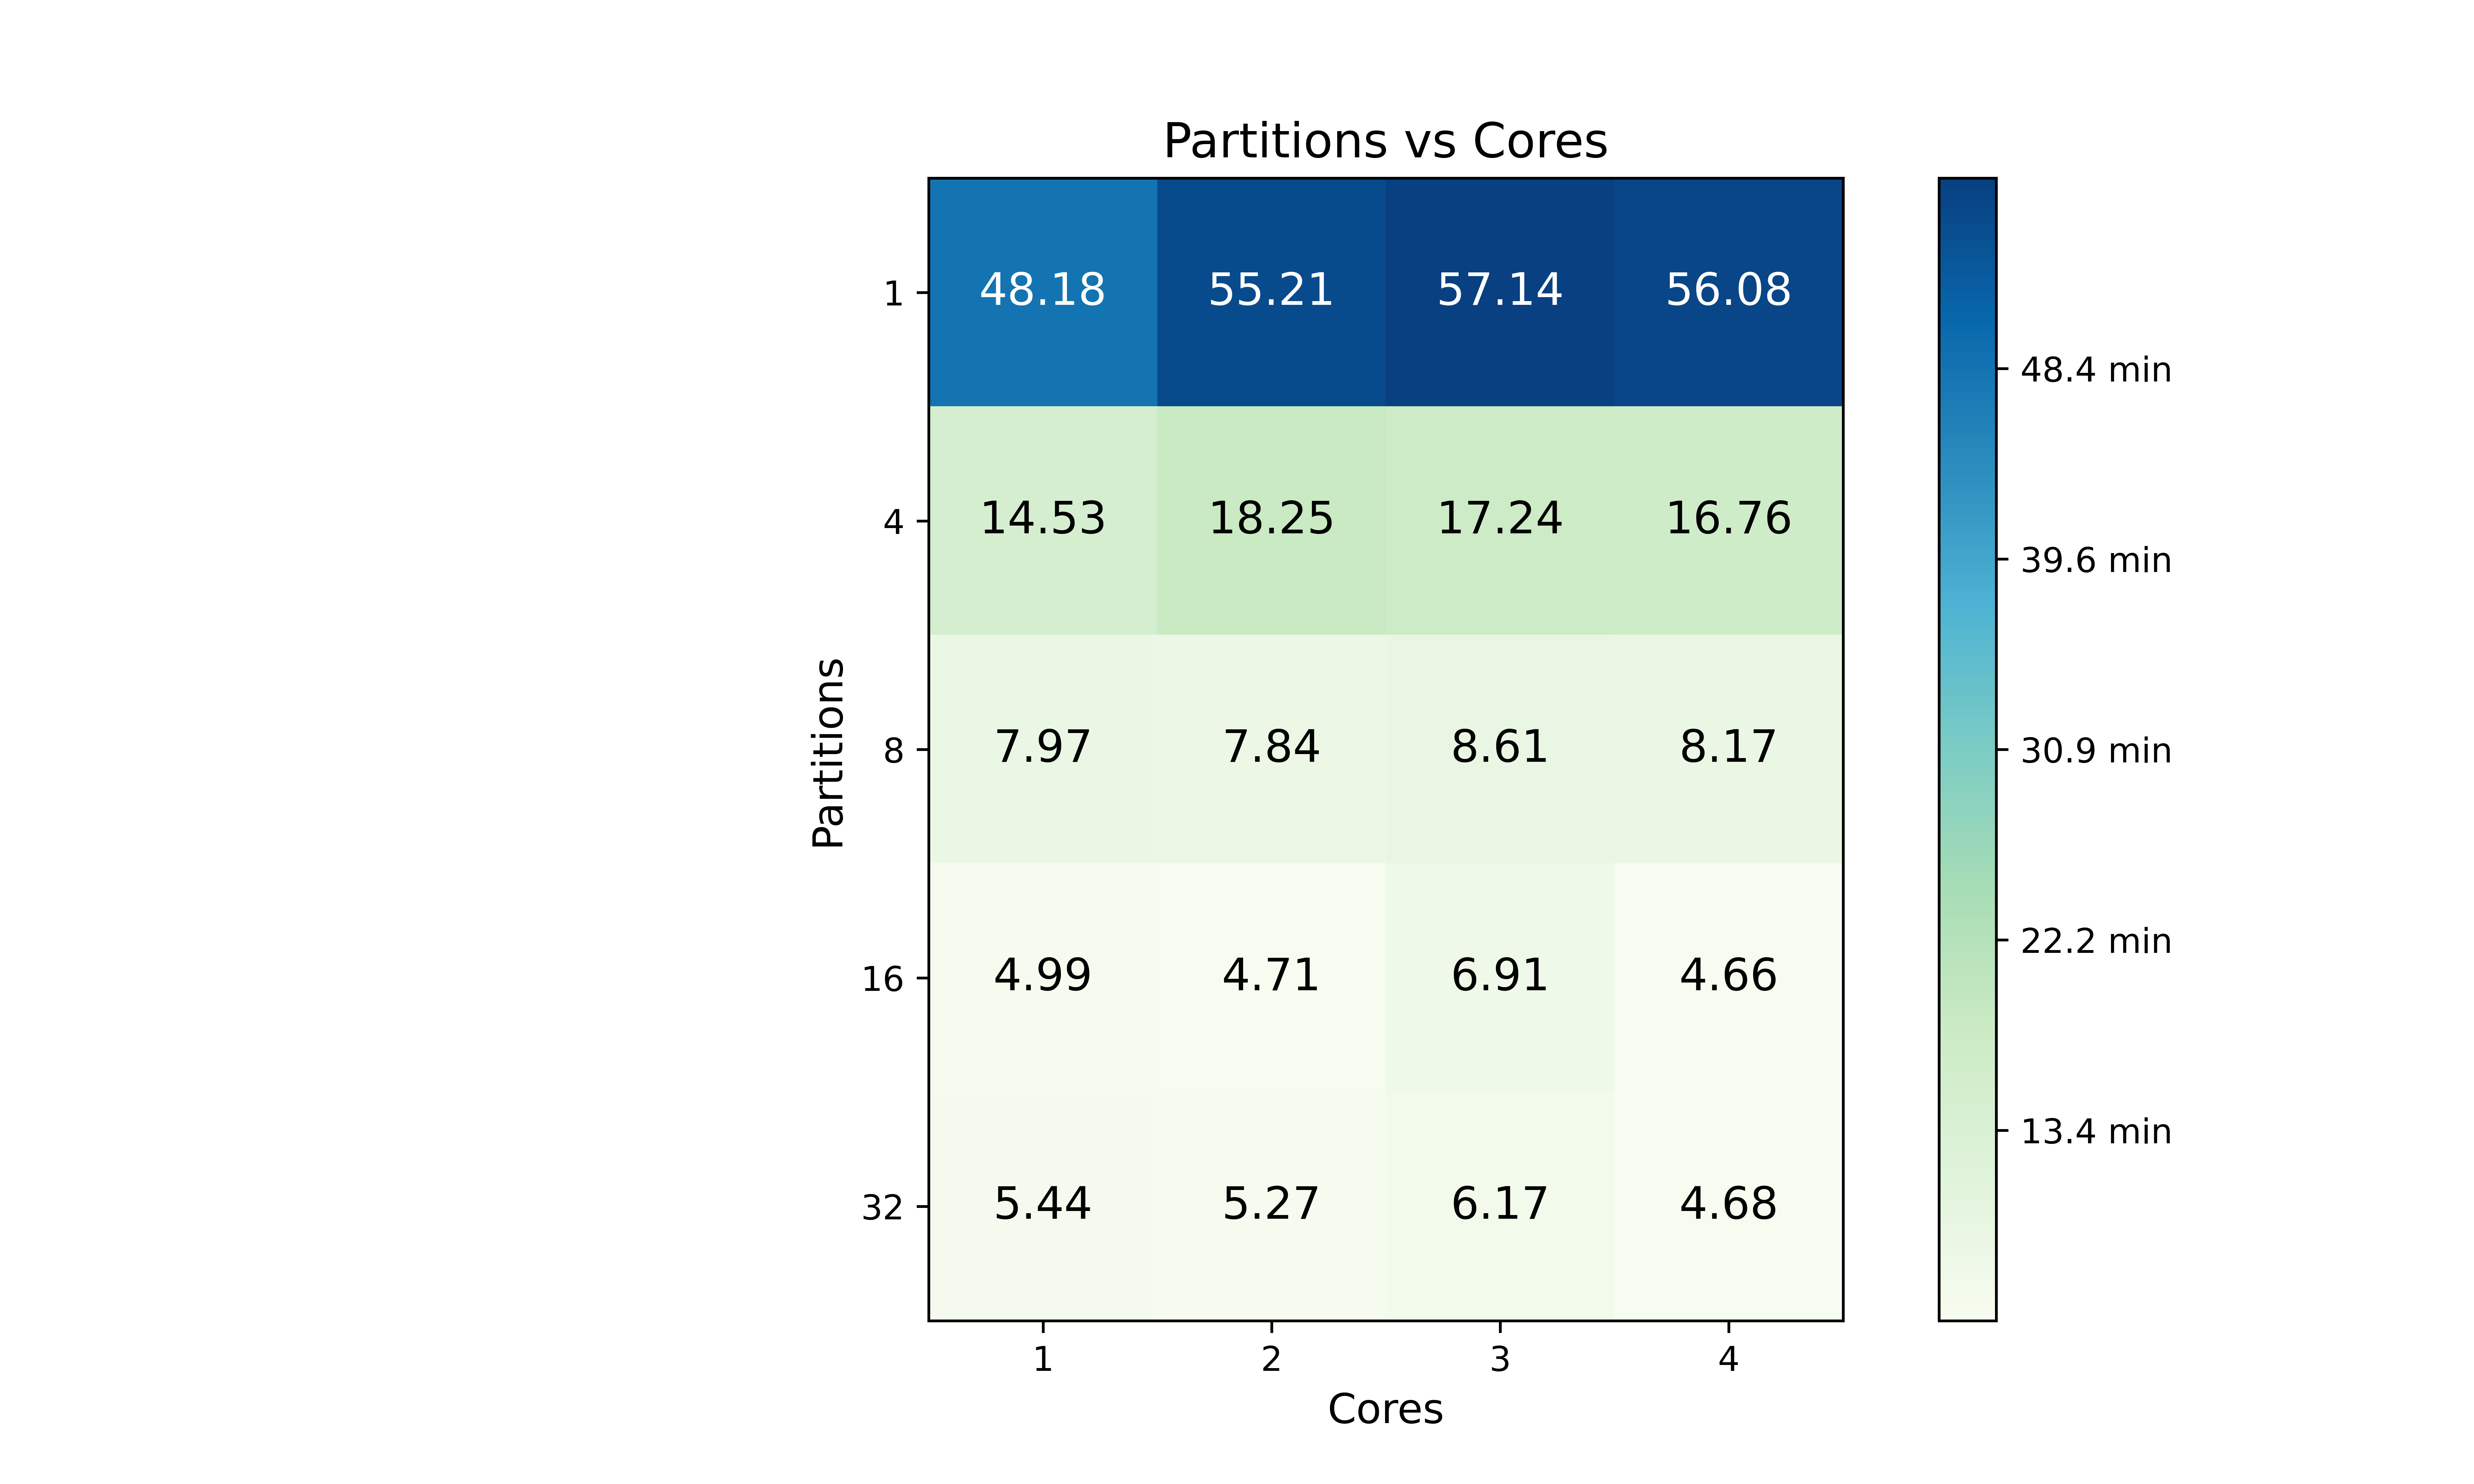 Partitions vs Cores
1 48.18 55.21 57.14 56.08
4 14.53 18.25 17.24 16.76
8 7.97 7.84 8.61 8.17
16 4.99 4.71 6.91 4.66
32 5.44 5.27 6.17 4.68
1 2 3 4
Cores
Partitions
48.4 min
39.6 min
30.9 min
22.2 min
13.4 min